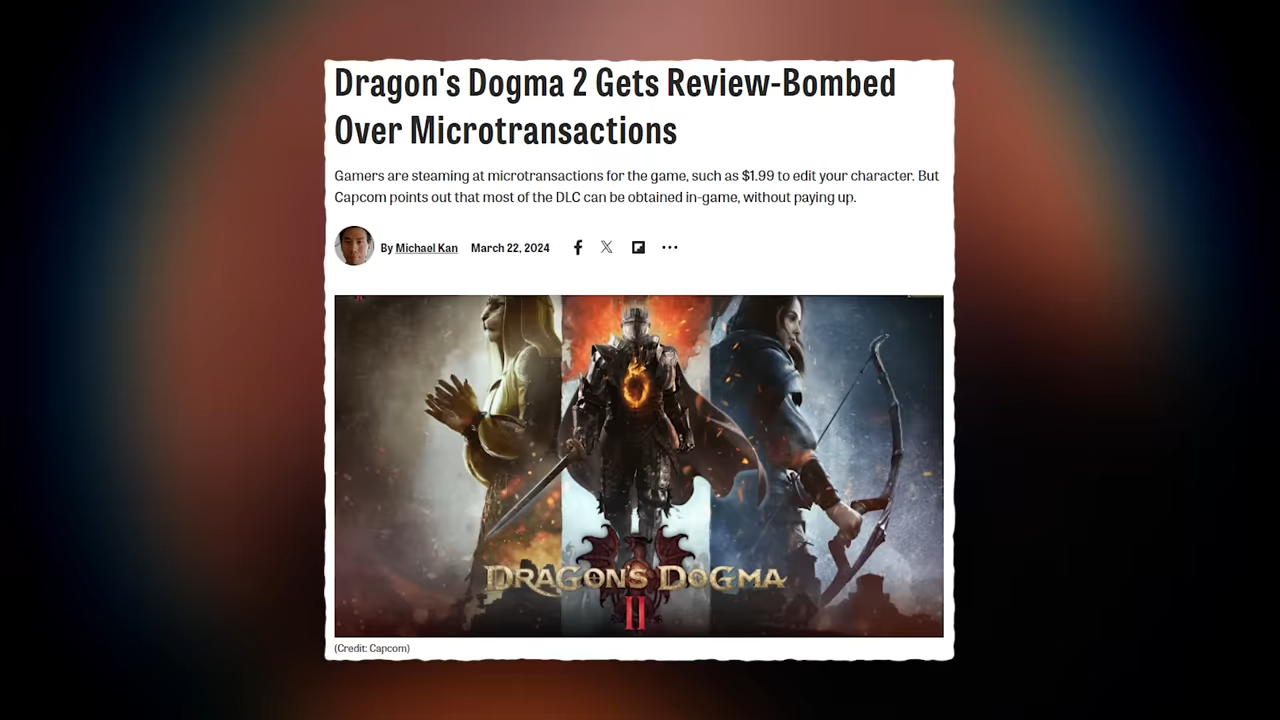 Dragon's Dogma 2 Gets Review-Bombed
Over Microtransactions
Gamers are steaming at microtransactions for the game, such as $1.99 to edit your character. But
Capcom points out that most of the DLC can be obtained in-game, without paying up.
By Michael Kan March 22, 2024
DRAGON'S DOGMA
II
(Credit: Capcom)